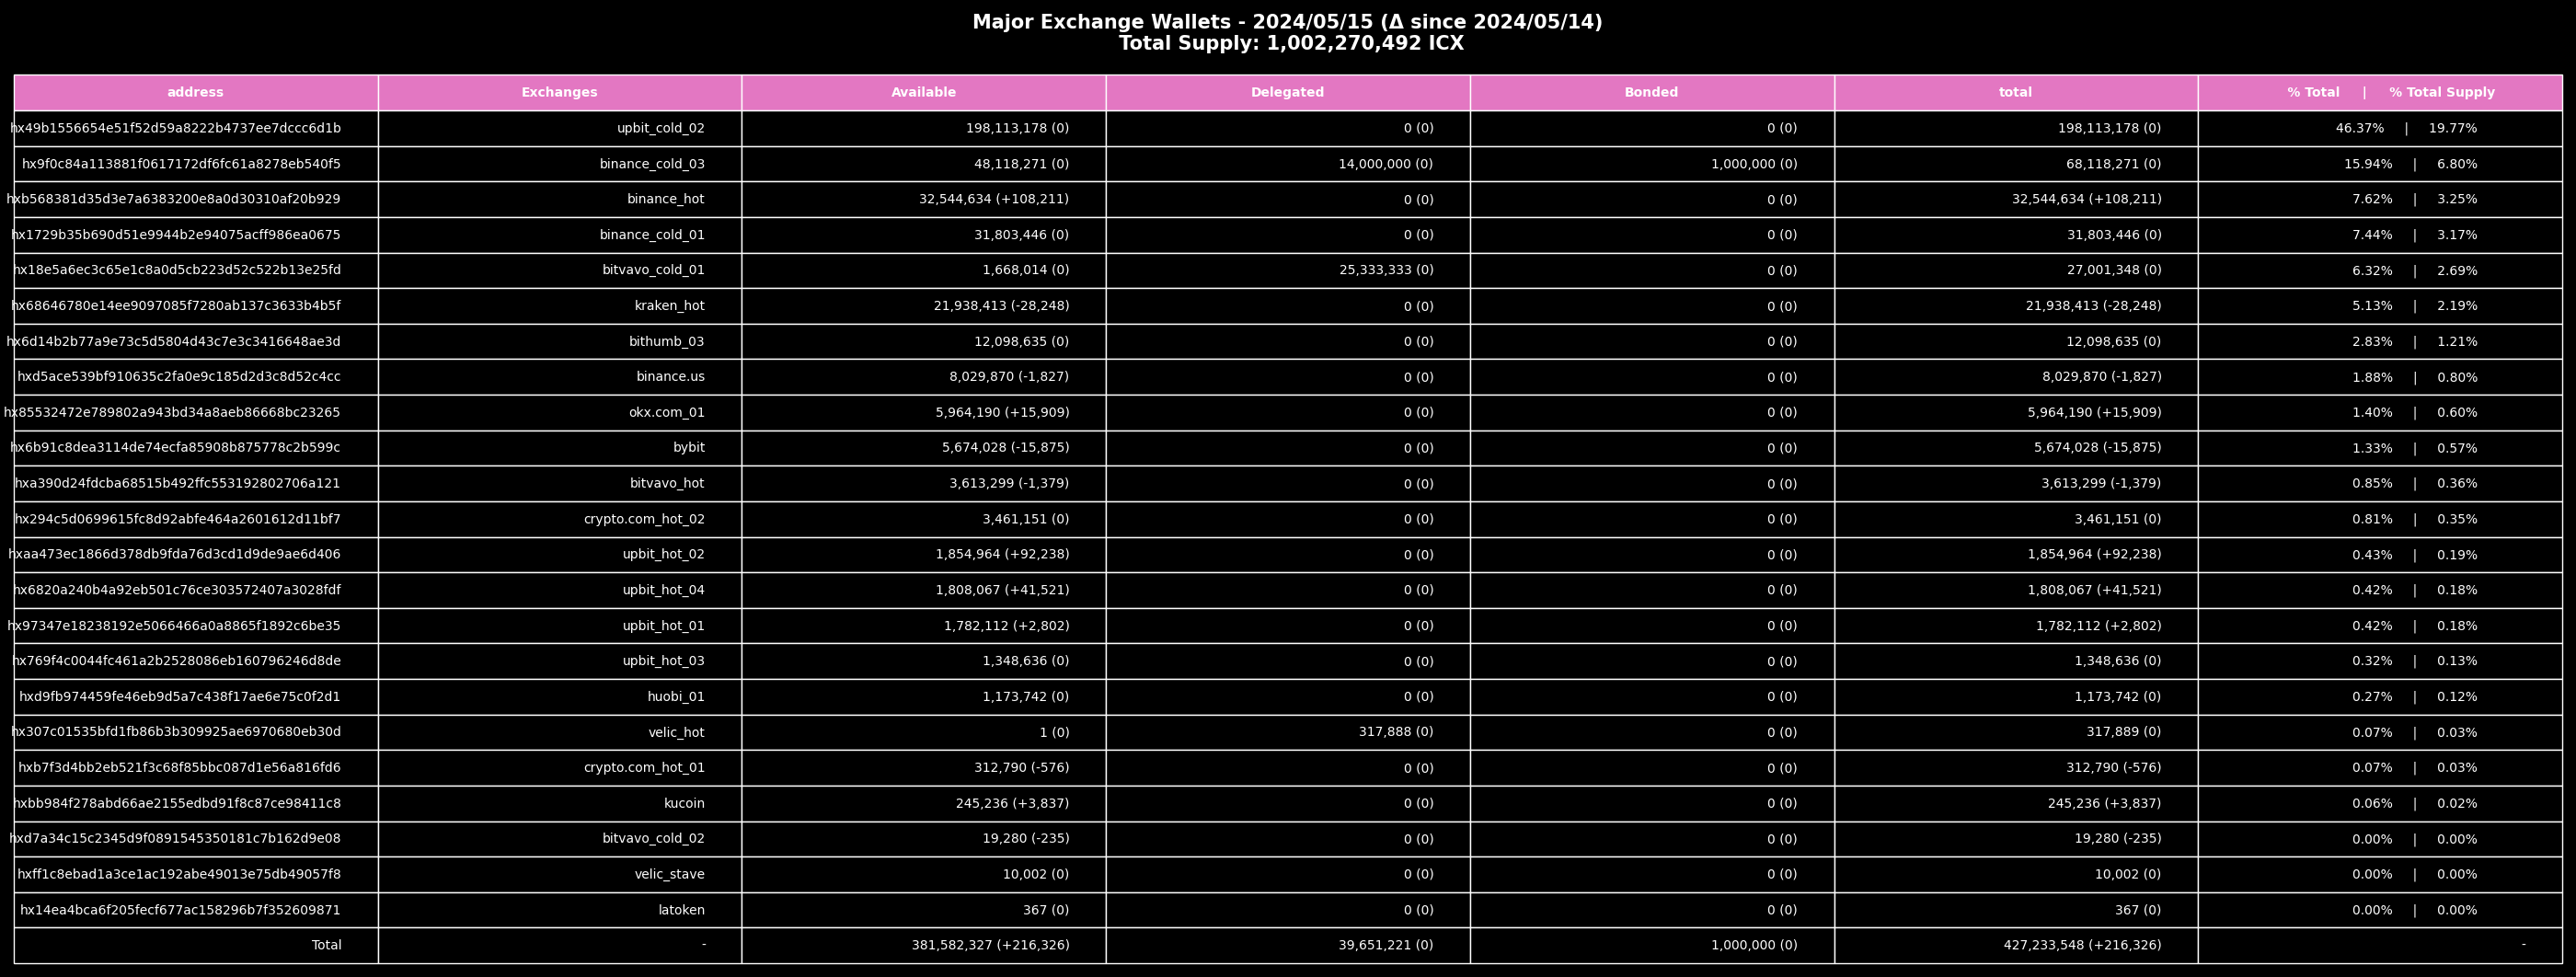 Major Exchange Wallets - 2024/05/15 (Δ since 2024/05/14)
Total Supply: 1,002,270,492 ICX
address Exchanges Available Delegated Bonded total % Total | % Total Supply
hx49b1556654e51f52d59a8222b4737ee7dccc6d1b upbit_cold_02 198,113,178 (0) 0 (0) 0 (0) 198,113,178 (0) 46.37% | 19.77%
hx9f0c84a113881f0617172df6fc61a8278eb540f5 binance_cold_03 48,118,271 (0) 14,000,000 (0) 1,000,000 (0) 68,118,271 (0) 15.94% | 6.80%
hxb568381d35d3e7a6383200e8a0d30310af20b929 binance_hot 32,544,634 (+108,211) 0 (0) 0 (0) 32,544,634 (+108,211) 7.62% | 3.25%
hx1729b35b690d51e9944b2e94075acff986ea0675 binance_cold_01 31,803,446 (0) 0 (0) 0 (0) 31,803,446 (0) 7.44% | 3.17%
hx18e5a6ec3c65e1c8a0d5cb223d52c522b13e25fd bitvavo_cold_01 1,668,014 (0) 25,333,333 (0) 0 (0) 27,001,348 (0) 6.32% | 2.69%
hx68646780e14ee9097085f7280ab137c3633b4b5f kraken_hot 21,938,413 (-28,248) 0 (0) 0 (0) 21,938,413 (-28,248) 5.13% | 2.19%
hx6d14b2b77a9e73c5d5804d43c7e3c3416648ae3d bithumb_03 12,098,635 (0) 0 (0) 0 (0) 12,098,635 (0) 2.83% | 1.21%
hxd5ace539bf910635c2fa0e9c185d2d3c8d52c4cc binance.us 8,029,870 (-1,827) 0 (0) 0 (0) 8,029,870 (-1,827) 1.88% | 0.80%
hx85532472e789802a943bd34a8aeb86668bc23265 okx.com_01 5,964,190 (+15,909) 0 (0) 0 (0) 5,964,190 (+15,909) 1.40% | 0.60%
hx6b91c8dea3114de74ecfa85908b875778c2b599c bybit 5,674,028 (-15,875) 0 (0) 0 (0) 5,674,028 (-15,875) 1.33% | 0.57%
hxa390d24fdcba68515b492ffc553192802706a121 bitvavo_hot 3,613,299 (-1,379) 0 (0) 0 (0) 3,613,299 (-1,379) 0.85% | 0.36%
hx294c5d0699615fc8d92abfe464a2601612d11bf7 crypto.com_hot_02 3,461,151 (0) 0 (0) 0 (0) 3,461,151 (0) 0.81% | 0.35%
hxaa473ec1866d378db9fda76d3cd1d9de9ae6d406 upbit_hot_02 1,854,964 (+92,238) 0 (0) 0 (0) 1,854,964 (+92,238) 0.43% | 0.19%
hx6820a240b4a92eb501c76ce303572407a3028fdf upbit_hot_04 1,808,067 (+41,521) 0 (0) 0 (0) 1,808,067 (+41,521) 0.42% | 0.18%
hx97347e18238192e5066466a0a8865f1892c6be35 upbit_hot_01 1,782,112 (+2,802) 0 (0) 0 (0) 1,782,112 (+2,802) 0.42% | 0.18%
hx769f4c0044fc461a2b2528086eb160796246d8de upbit_hot_03 1,348,636 (0) 0 (0) 0 (0) 1,348,636 (0) 0.32% | 0.13%
hxd9fb974459fe46eb9d5a7c438f17ae6e75c0f2d1 huobi_01 1,173,742 (0) 0 (0) 0 (0) 1,173,742 (0) 0.27% | 0.12%
hx307c01535bfd1fb86b3b309925ae6970680eb30d velic_hot 1 (0) 317,888 (0) 0 (0) 317,889 (0) 0.07% | 0.03%
hxb7f3d4bb2eb521f3c68f85bbc087d1e56a816fd6 crypto.com_hot_01 312,790 (-576) 0 (0) 0 (0) 312,790 (-576) 0.07% | 0.03%
hxbb984f278abd66ae2155edbd91f8c87ce98411c8 kucoin 245,236 (+3,837) 0 (0) 0 (0) 245,236 (+3,837) 0.06% | 0.02%
hxd7a34c15c2345d9f0891545350181c7b162d9e08 bitvavo_cold_02 19,280 (-235) 0 (0) 0 (0) 19,280 (-235) 0.00% | 0.00%
hxff1c8ebad1a3ce1ac192abe49013e75db49057f8 velic_stave 10,002 (0) 0 (0) 0 (0) 10,002 (0) 0.00% | 0.00%
hx14ea4bca6f205fecf677ac158296b7f352609871 latoken 367 (0) 0 (0) 0 (0) 367 (0) 0.00% | 0.00%
Total - 381,582,327 (+216,326) 39,651,221 (0) 1,000,000 (0) 427,233,548 (+216,326) -